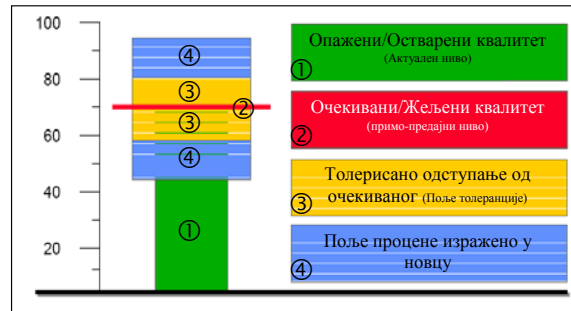 100
80
60
40
20
④
③
②
③
④
①
Опажени/Остварени квалитет
(Актуелен ниво)
①
Очекивани/Жељени квалитет
(примо-предајни ниво)
②
Толерисано одступање од
очекиваног (Поље толеранције)
③
Поље процене изражено у
новцу
④